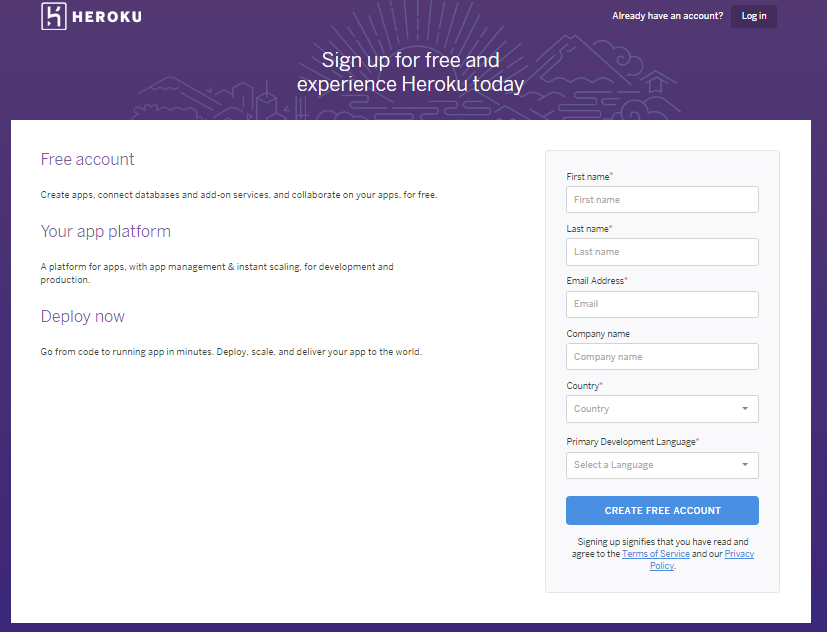 HEROKU
Already have an account?
Log in
Sign up for free and
experience Heroku today
Free account
Create apps, connect databases and add-on services, and collaborate on your apps, for free.
Your app platform
A platform for apps, with app management & instant scaling, for development and
production.
Deploy now
Go from code to running app in minutes. Deploy, scale, and deliver your app to the world.
First name*
First name
Last name*
Last name
Email Address*
Email
Company name
Company name
Country*
Country
Primary Development Language*
Select a Language
CREATE FREE ACCOUNT
Signing up signifies that you have read and
agree to the Terms of Service and our Privacy
Policy.